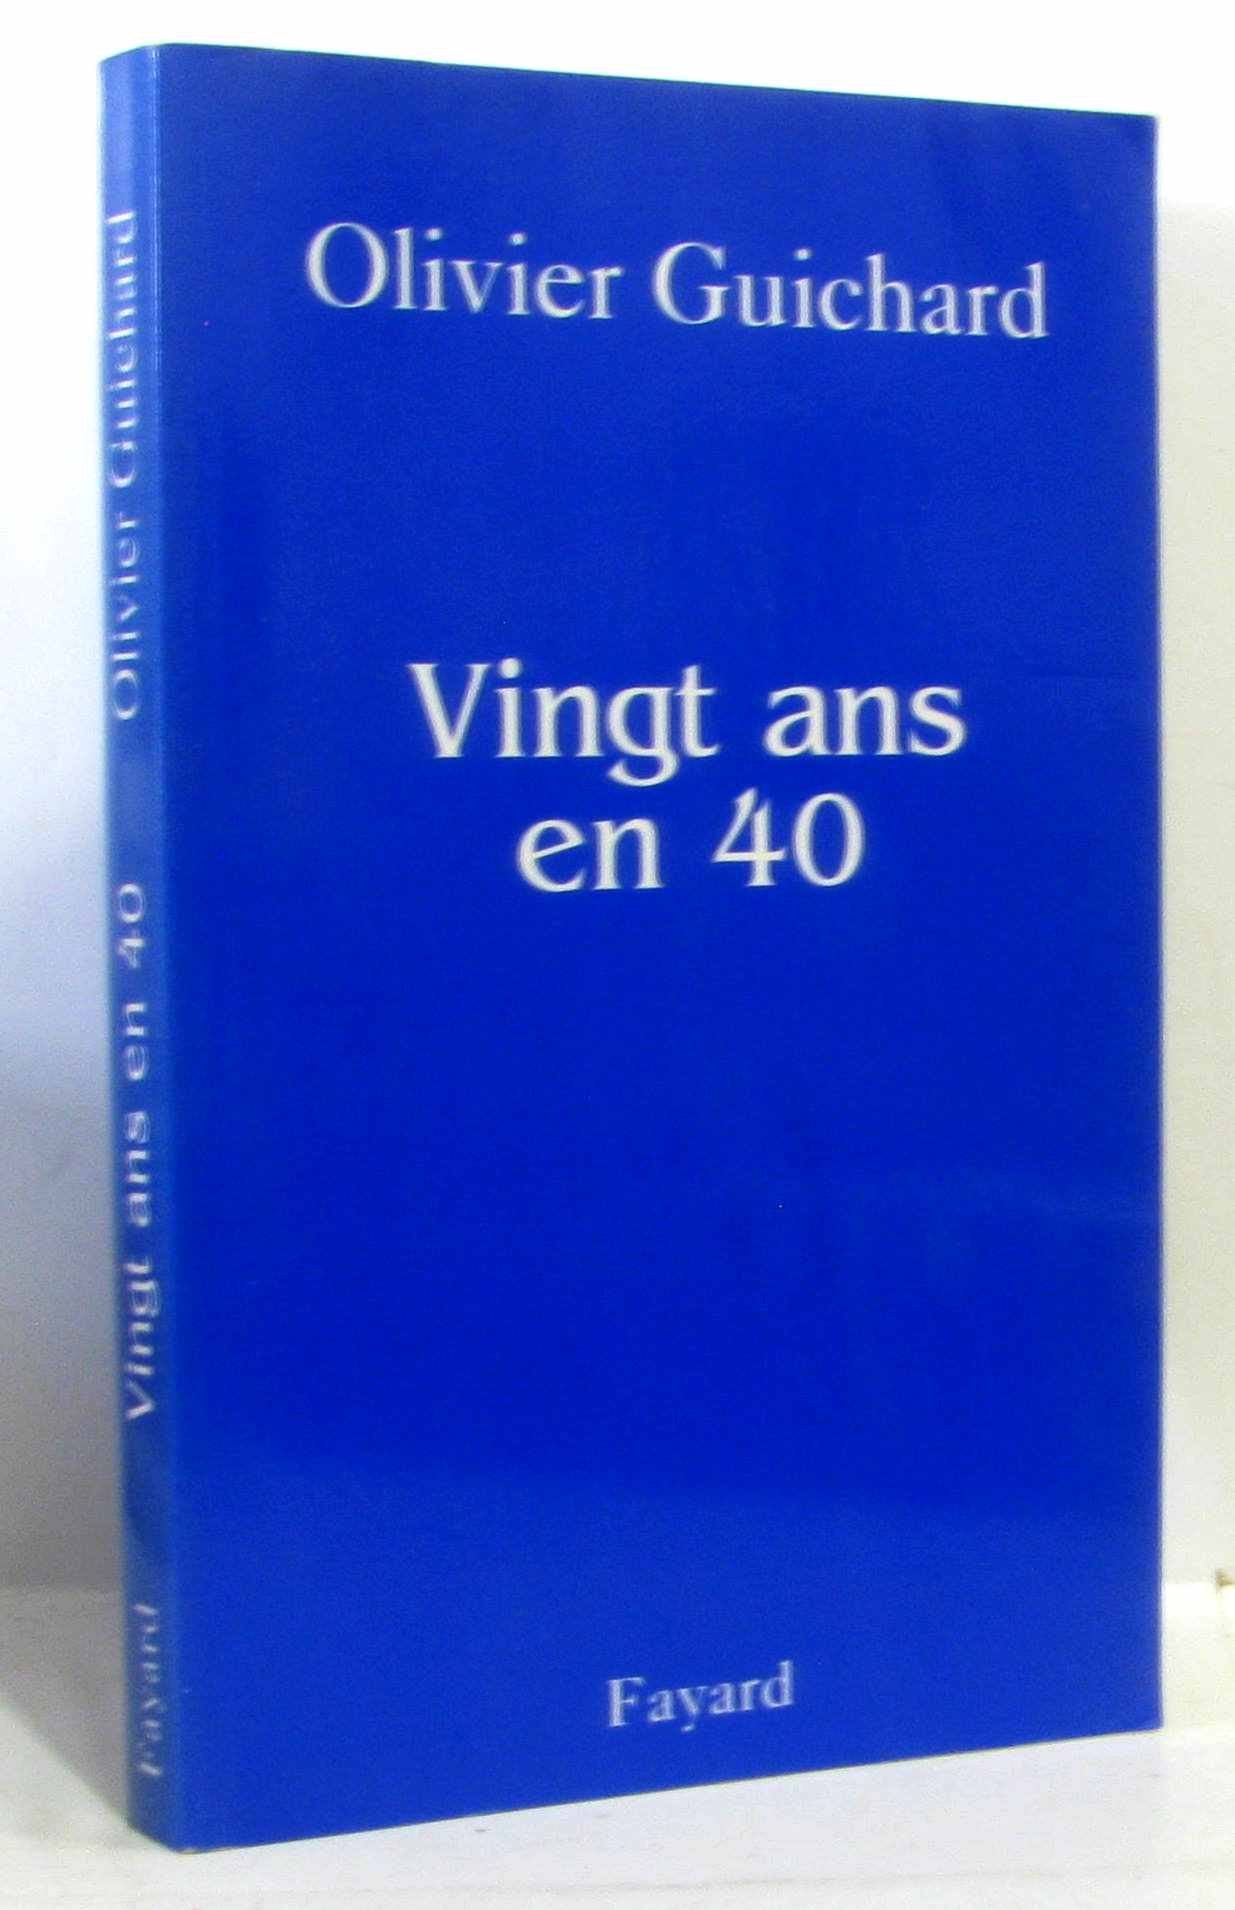 Olivier Guichard
Vingt ans
en 40
Fayard
Fayard Vingt ans en 40 Olivier Guichard